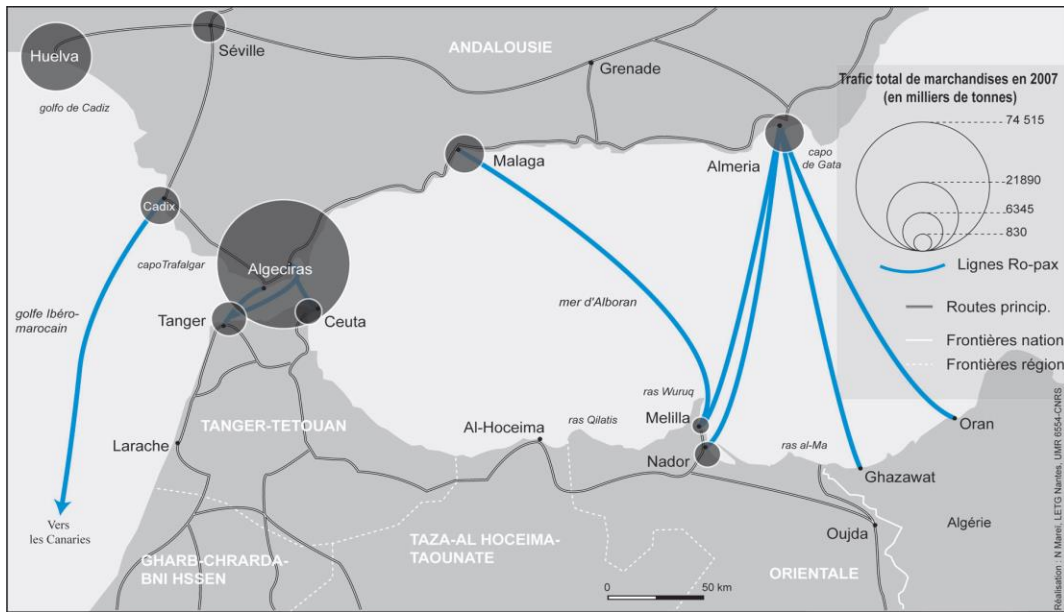 Huelva
Séville
golfo de Cadiz
ANDALOUSIE
Grenade
Trafic total de marchandises en 2007
(en milliers de tonnes)
74 515
21890
6345
830
Lignes Ro-pax
Routes princip.
Frontières nation
Frontières région
Malaga
Almeria
capo
de Gata
Cadix
capoTrafalgar
Algeciras
golfe Ibéro-
marocain
Tanger
Ceuta
mer d'Alboran
ras Wuruq
Melilla
Nador
ras Qilatis
Al-Hoceima
ras al-Ma
Oran
Ghazawat
TANGER-TETOUAN
Larache
Oujda
Algérie
Vers
les Canaries
GHARB-CHRARDA-
BNI HSSEN
TAZA-AL HOCEIMA-
TAOUNATE
ORIENTALE
0
50 km
Réalisation : N Mareï, LETG Nantes, UMR 6554-CNRS